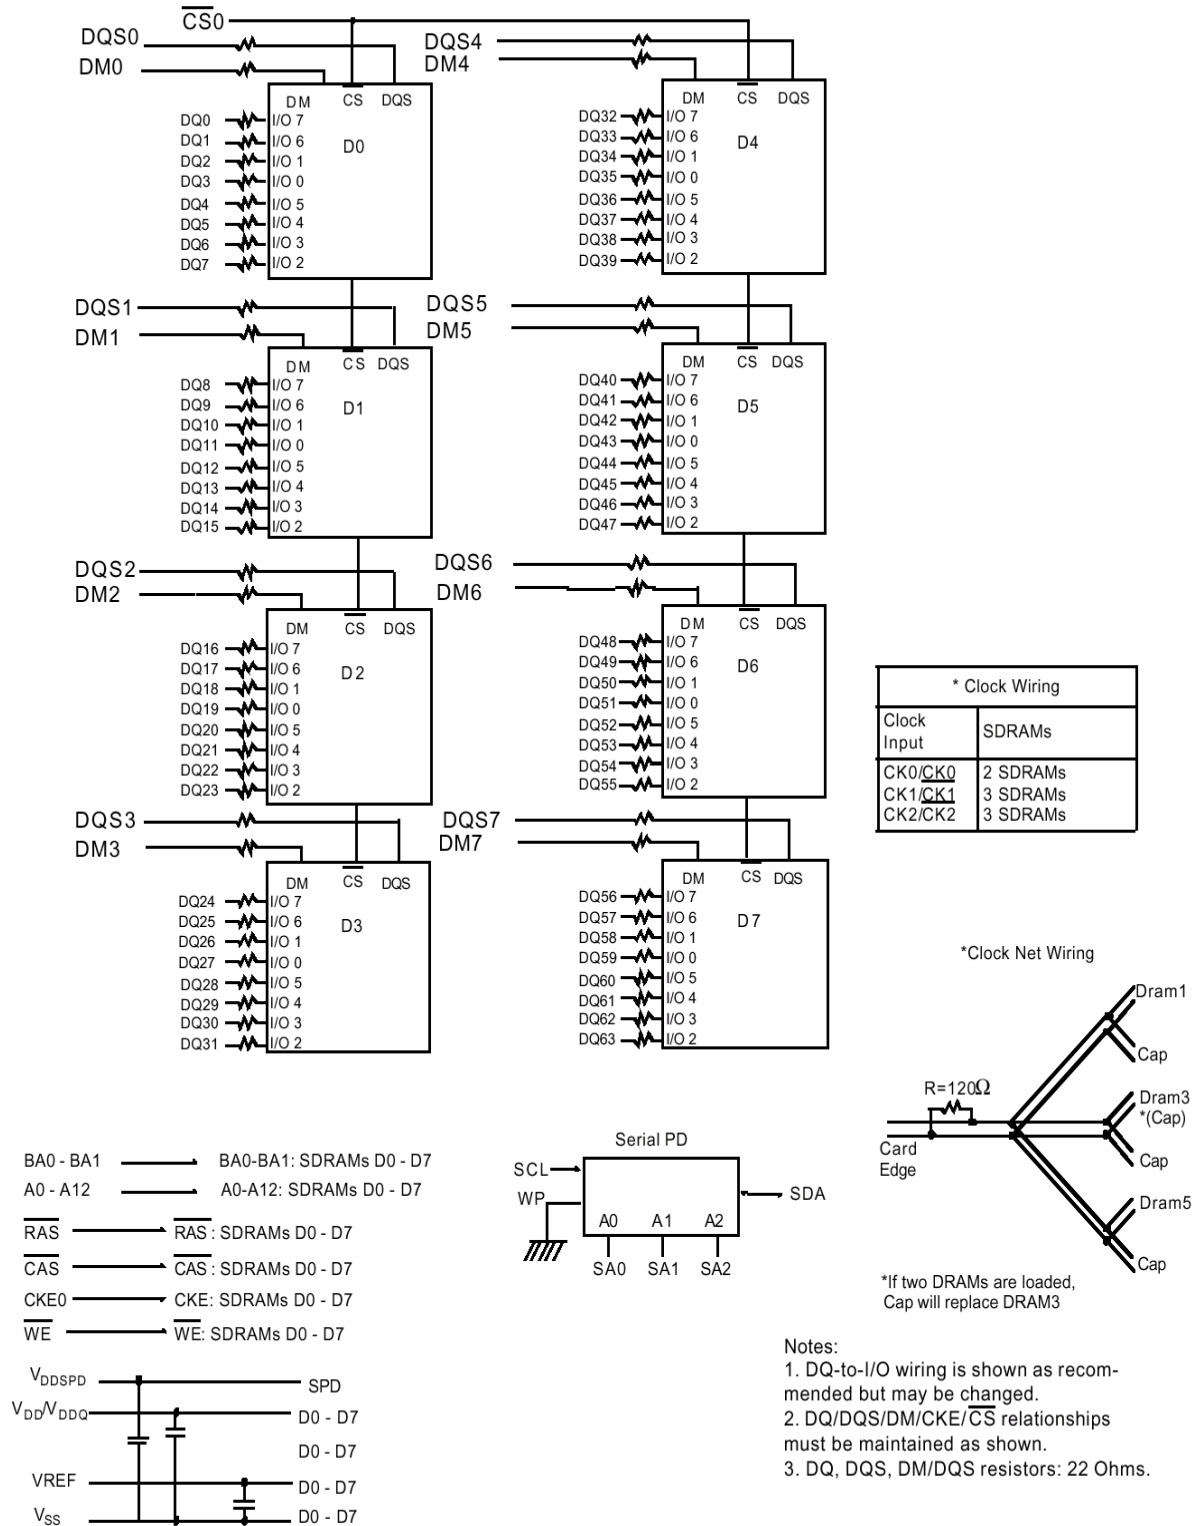 CS0
DQS0
DM0
DM CS DQS
D0
DQ0 I/O 7
DQ1 I/O 6
DQ2 I/O 1
DQ3 I/O 0
DQ4 I/O 5
DQ5 I/O 4
DQ6 I/O 3
DQ7 I/O 2
DQS4
DM4
DM CS DQS
D4
DQ32 I/O 7
DQ33 I/O 6
DQ34 I/O 1
DQ35 I/O 0
DQ36 I/O 5
DQ37 I/O 4
DQ38 I/O 3
DQ39 I/O 2
DQS1
DM1
DM CS DQS
D1
DQ8 I/O 7
DQ9 I/O 6
DQ10 I/O 1
DQ11 I/O 0
DQ12 I/O 5
DQ13 I/O 4
DQ14 I/O 3
DQ15 I/O 2
DQS5
DM5
DM CS DQS
D5
DQ40 I/O 7
DQ41 I/O 6
DQ42 I/O 1
DQ43 I/O 0
DQ44 I/O 5
DQ45 I/O 4
DQ46 I/O 3
DQ47 I/O 2
DQS2
DM2
DM CS DQS
D2
DQ16 I/O 7
DQ17 I/O 6
DQ18 I/O 1
DQ19 I/O 0
DQ20 I/O 5
DQ21 I/O 4
DQ22 I/O 3
DQ23 I/O 2
DQS6
DM6
DM CS DQS
D6
DQ48 I/O 7
DQ49 I/O 6
DQ50 I/O 1
DQ51 I/O 0
DQ52 I/O 5
DQ53 I/O 4
DQ54 I/O 3
DQ55 I/O 2
DQS3
DM3
DM CS DQS
D3
DQ24 I/O 7
DQ25 I/O 6
DQ26 I/O 1
DQ27 I/O 0
DQ28 I/O 5
DQ29 I/O 4
DQ30 I/O 3
DQ31 I/O 2
DQS7
DM7
DM CS DQS
D7
DQ56 I/O 7
DQ57 I/O 6
DQ58 I/O 1
DQ59 I/O 0
DQ60 I/O 5
DQ61 I/O 4
DQ62 I/O 3
DQ63 I/O 2
* Clock Wiring
Clock
Input
SDRAMs
CK0/CK0 2 SDRAMs
CK1/CK1 3 SDRAMs
CK2/CK2 3 SDRAMs
*Clock Net Wiring
Dram1
Cap
R=120Ω
Dram3
*(Cap)
Card
Edge
Cap
Dram5
Cap
*If two DRAMs are loaded,
Cap will replace DRAM3
BA0 - BA1 BA0-BA1: SDRAMs D0 - D7
A0 - A12 A0-A12: SDRAMs D0 - D7
RAS RAS : SDRAMs D0 - D7
CAS CAS: SDRAMs D0 - D7
CKE0 CKE: SDRAMs D0 - D7
WE WE: SDRAMs D0 - D7
Serial PD
SCL
WP
SDA
A0 A1 A2
SA0 SA1 SA2
VDDSPD SPD
VDD/VDDQ D0 - D7
D0 - D7
VREF D0 - D7
VSS D0 - D7
Notes:
1. DQ-to-I/O wiring is shown as recom-
mended but may be changed.
2. DQ/DQS/DM/CKE/CS relationships
must be maintained as shown.
3. DQ, DQS, DM/DQS resistors: 22 Ohms.